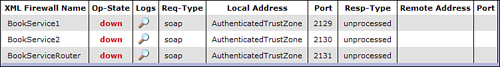 XML Firewall Name Op-State Logs Req-Type Local Address Port Resp-Type Remote Address Port
BookService1 down soap AuthenticatedTrustZone 2129 unprocessed
BookService2 down soap AuthenticatedTrustZone 2130 unprocessed
BookServiceRouter down soap AuthenticatedTrustZone 2131 unprocessed